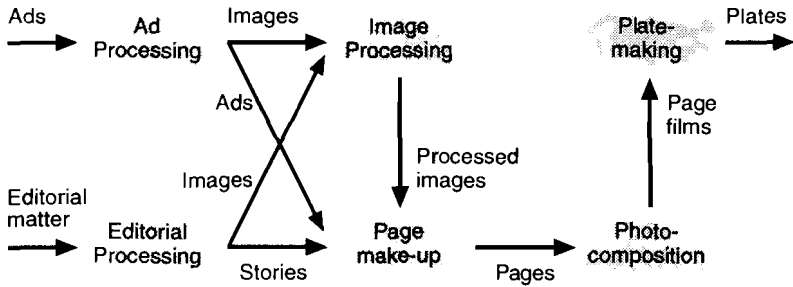 Ads
Ad
Processing
Images
Image
Processing
Plate-
making
Plates
Ads
Images
Processed
images
Page
films
Editorial
matter
Editorial
Processing
Stories
Page
make-up
Pages
Photo-
composition